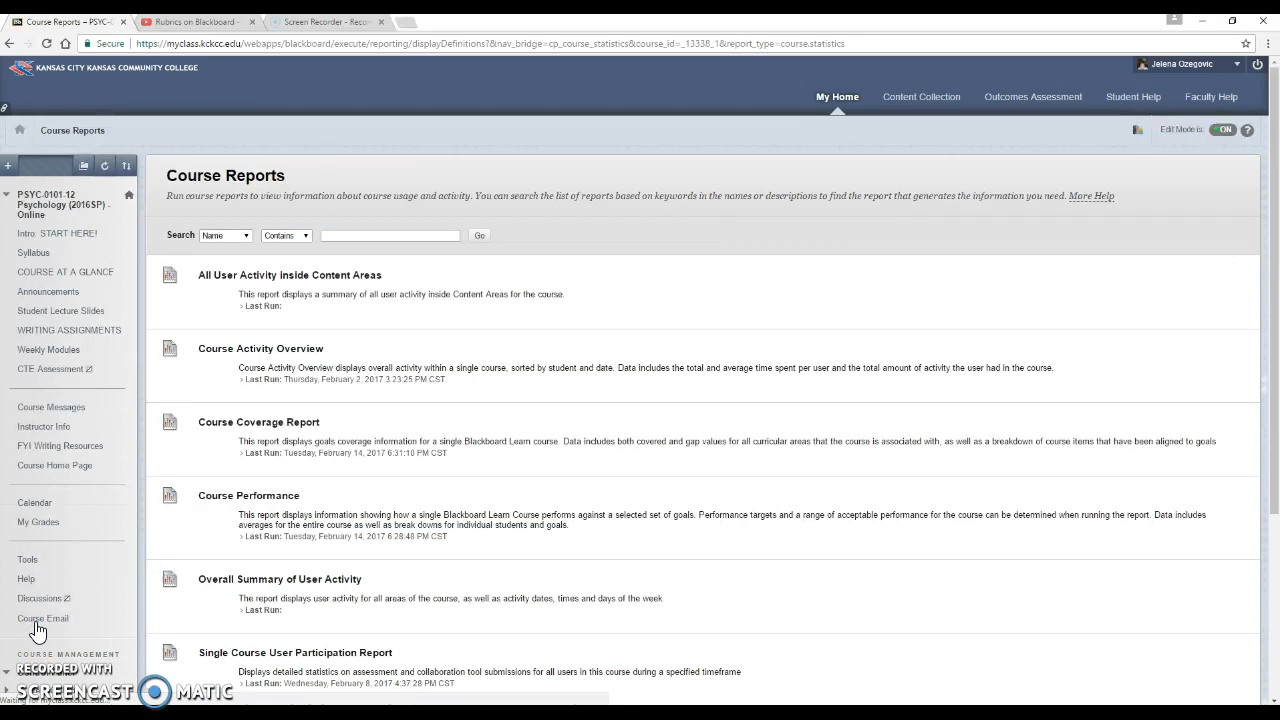 Course Reports – PSYC-
Rubrics on Blackboard -
Screen Recorder - Reco
Secure
https://myclass.kckcc.edu/webapps/blackboard/execute/reporting/displayDefinitions?&nav_bridge=cp_course_statistics&course_id=_13338_1&report_type=course.statistics
KANSAS CITY KANSAS COMMUNITY COLLEGE
Jelena Ozegovic
My Home
Content Collection
Outcomes Assessment
Student Help
Faculty Help
Course Reports
Edit Mode is:
ON
?
PSYC-0101.12
Psychology (2016SP) -
Online
Intro: START HERE!
Syllabus
COURSE AT A GLANCE
Announcements
Student Lecture Slides
WRITING ASSIGNMENTS
Weekly Modules
CTE Assessment
Course Messages
Instructor Info
FYI Writing Resources
Course Home Page
Calendar
My Grades
Tools
Help
Discussions
Course Email
COURSE MANAGEMENT
RECORDED WITH
SCREENCAST MATIC
Waiting for myclass.kckcc.edu...
Course Reports
Run course reports to view information about course usage and activity. You can search the list of reports based on keywords in the names or descriptions to find the report that generates the information you need. More Help
Search
Name
Contains
Go
All User Activity inside Content Areas
This report displays a summary of all user activity inside Content Areas for the course.
› Last Run:
Course Activity Overview
Course Activity Overview displays overall activity within a single course, sorted by student and date. Data includes the total and average time spent per user and the total amount of activity the user had in the course.
› Last Run: Thursday, February 2, 2017 3:23:25 PM CST
Course Coverage Report
This report displays goals coverage information for a single Blackboard Learn course. Data includes both covered and gap values for all curricular areas that the course is associated with, as well as a breakdown of course items that have been aligned to goals
› Last Run: Tuesday, February 14, 2017 6:31:10 PM CST
Course Performance
This report displays information showing how a single Blackboard Learn Course performs against a selected set of goals. Performance targets and a range of acceptable performance for the course can be determined when running the report. Data includes
averages for the entire course as well as break downs for individual students and goals.
› Last Run: Tuesday, February 14, 2017 6:28:48 PM CST
Overall Summary of User Activity
The report displays user activity for all areas of the course, as well as activity dates, times and days of the week
› Last Run:
Single Course User Participation Report
Displays detailed statistics on assessment and collaboration tool submissions for all users in this course during a specified timeframe
› Last Run: Wednesday, February 8, 2017 4:37:28 PM CST